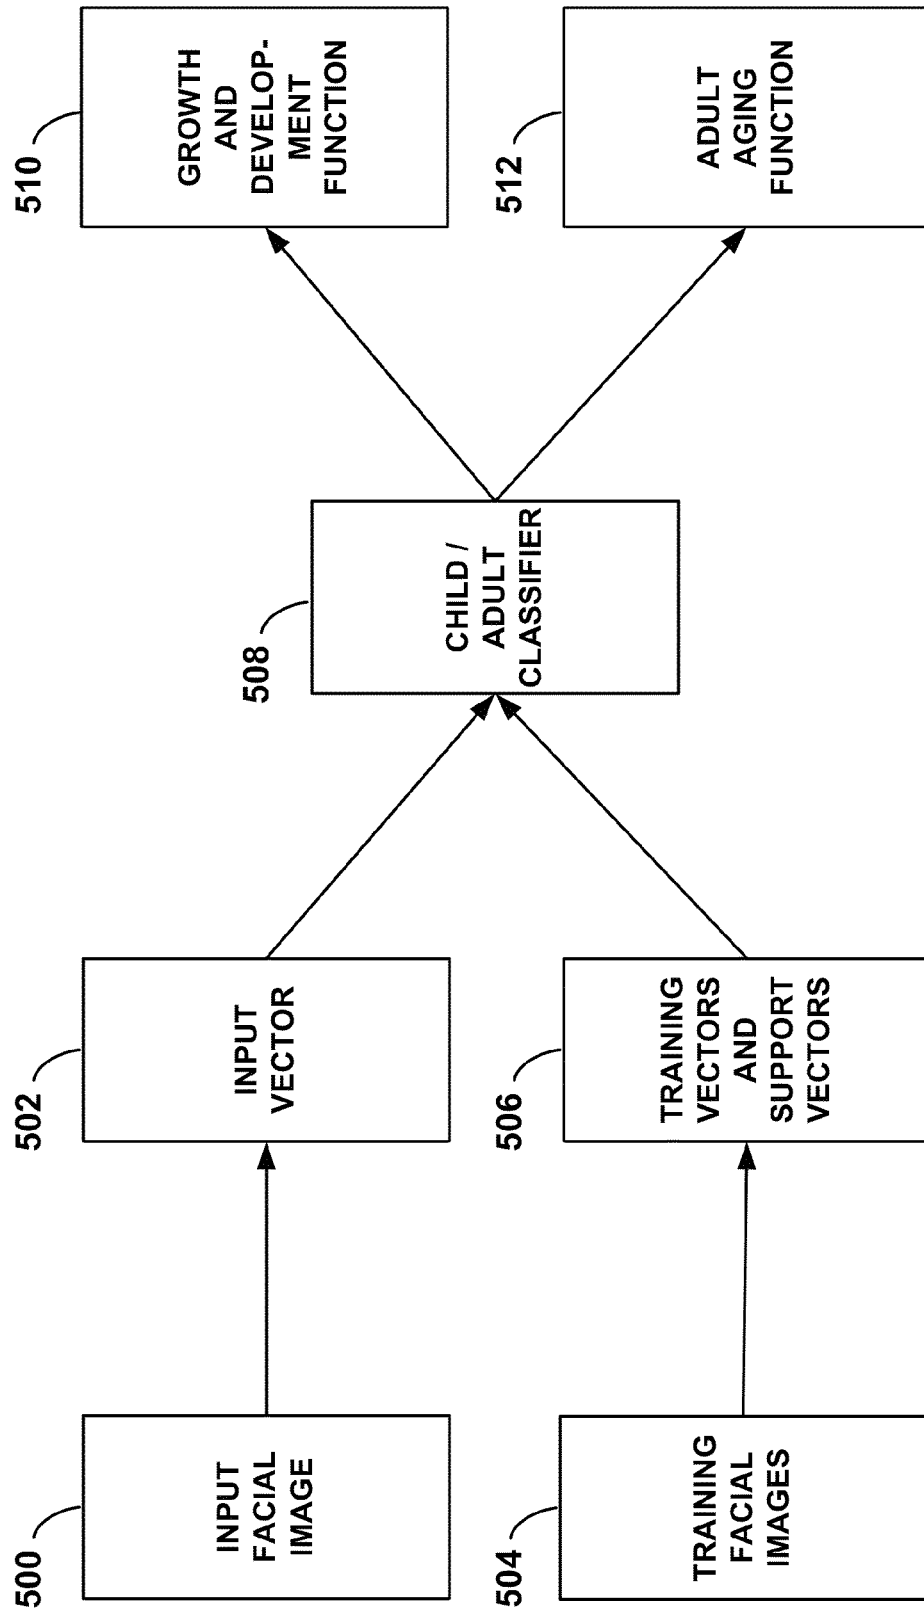 500
INPUT
FACIAL
IMAGE
502
INPUT
VECTOR
504
TRAINING
FACIAL
IMAGES
506
TRAINING
VECTORS
AND
SUPPORT
VECTORS
508
CHILD /
ADULT
CLASSIFIER
510
GROWTH
AND
DEVELOP-
MENT
FUNCTION
512
ADULT
AGING
FUNCTION